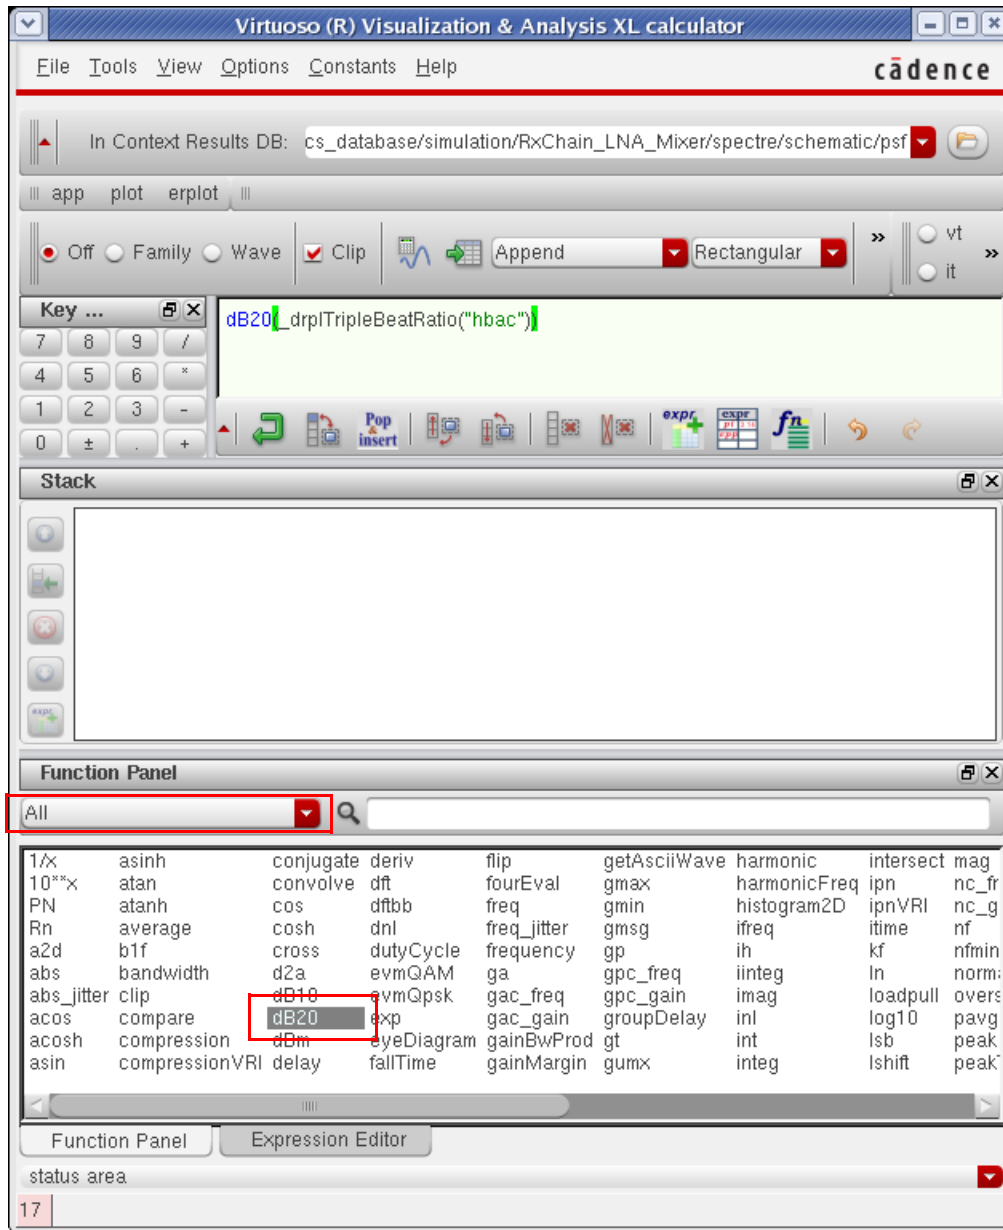 Virtuoso (R) Visualization & Analysis XL calculator
File Tools View Options Constants Help
cādence
In Context Results DB: cs_database/simulation/RxChain_LNA_Mixer/spectre/schematic/psf
app plot erplot
Off Family Wave Clip Append Rectangular » vt »
it
Key ...
7 8 9 /
4 5 6 *
1 2 3 -
0 ± . +
dB20(_drplTripleBeatRatio("hbac"))
Pop & insert expr expr fn
Stack
expr
Function Panel
All
1/x asinh conjugate deriv flip getAsciiWave harmonic intersect mag
10**x atan convolve dft fourEval gmax harmonicFreq ipn nc_fr
PN atanh cos dftbb freq gmin histogram2D ipnVRI nc_g
Rn average cosh dnl freq_jitter gmsg ifreq itime nf
a2d b1f cross dutyCycle frequency gp ih kf nfmin
abs bandwidth d2a evmQAM ga gpc_freq iinteg ln norm
abs_jitter clip dB10 evmQpsk gac_freq gpc_gain imag loadpull overs
acos compare dB20 exp gac_gain groupDelay inl log10 pavg
acosh compression dBm eyeDiagram gainBwProd gt int lsb peak
asin compressionVRI delay fallTime gainMargin gumx integ lshift peak
Function Panel Expression Editor
status area
17